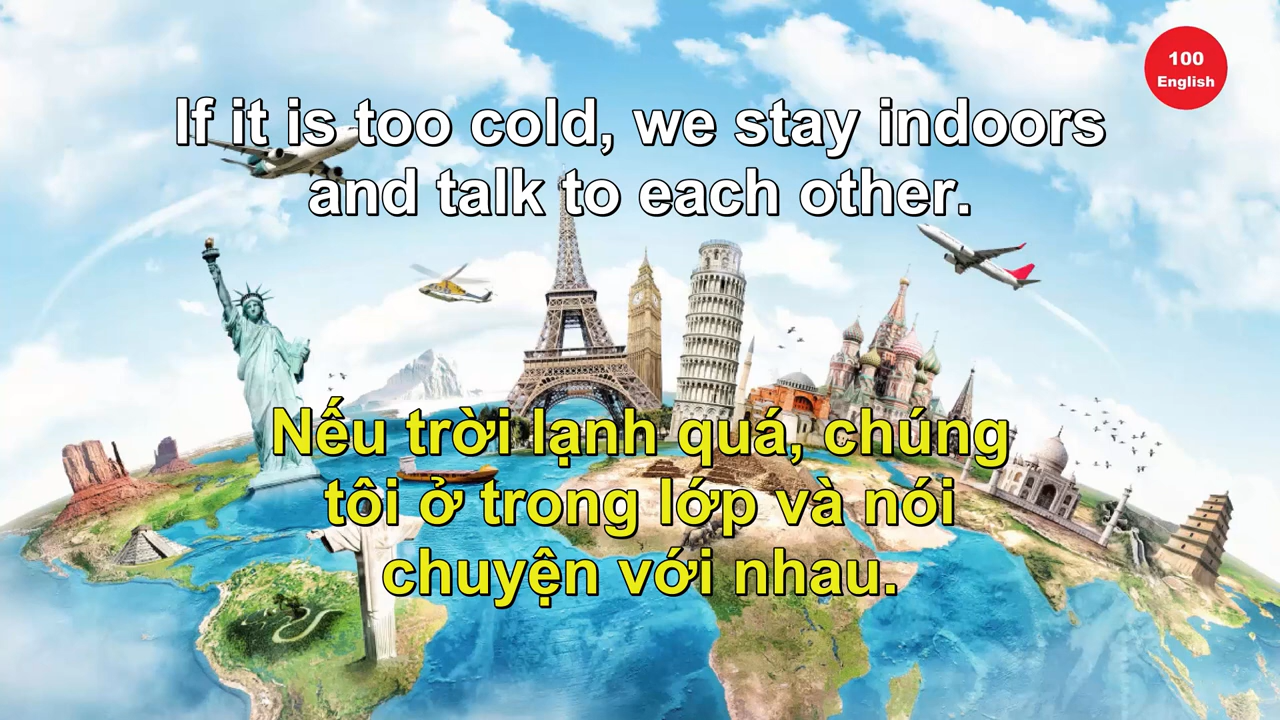 100
English
If it is too cold, we stay indoors
and talk to each other.
Nếu trời lạnh quá, chúng
tôi ở trong lớp và nói
chuyện với nhau.